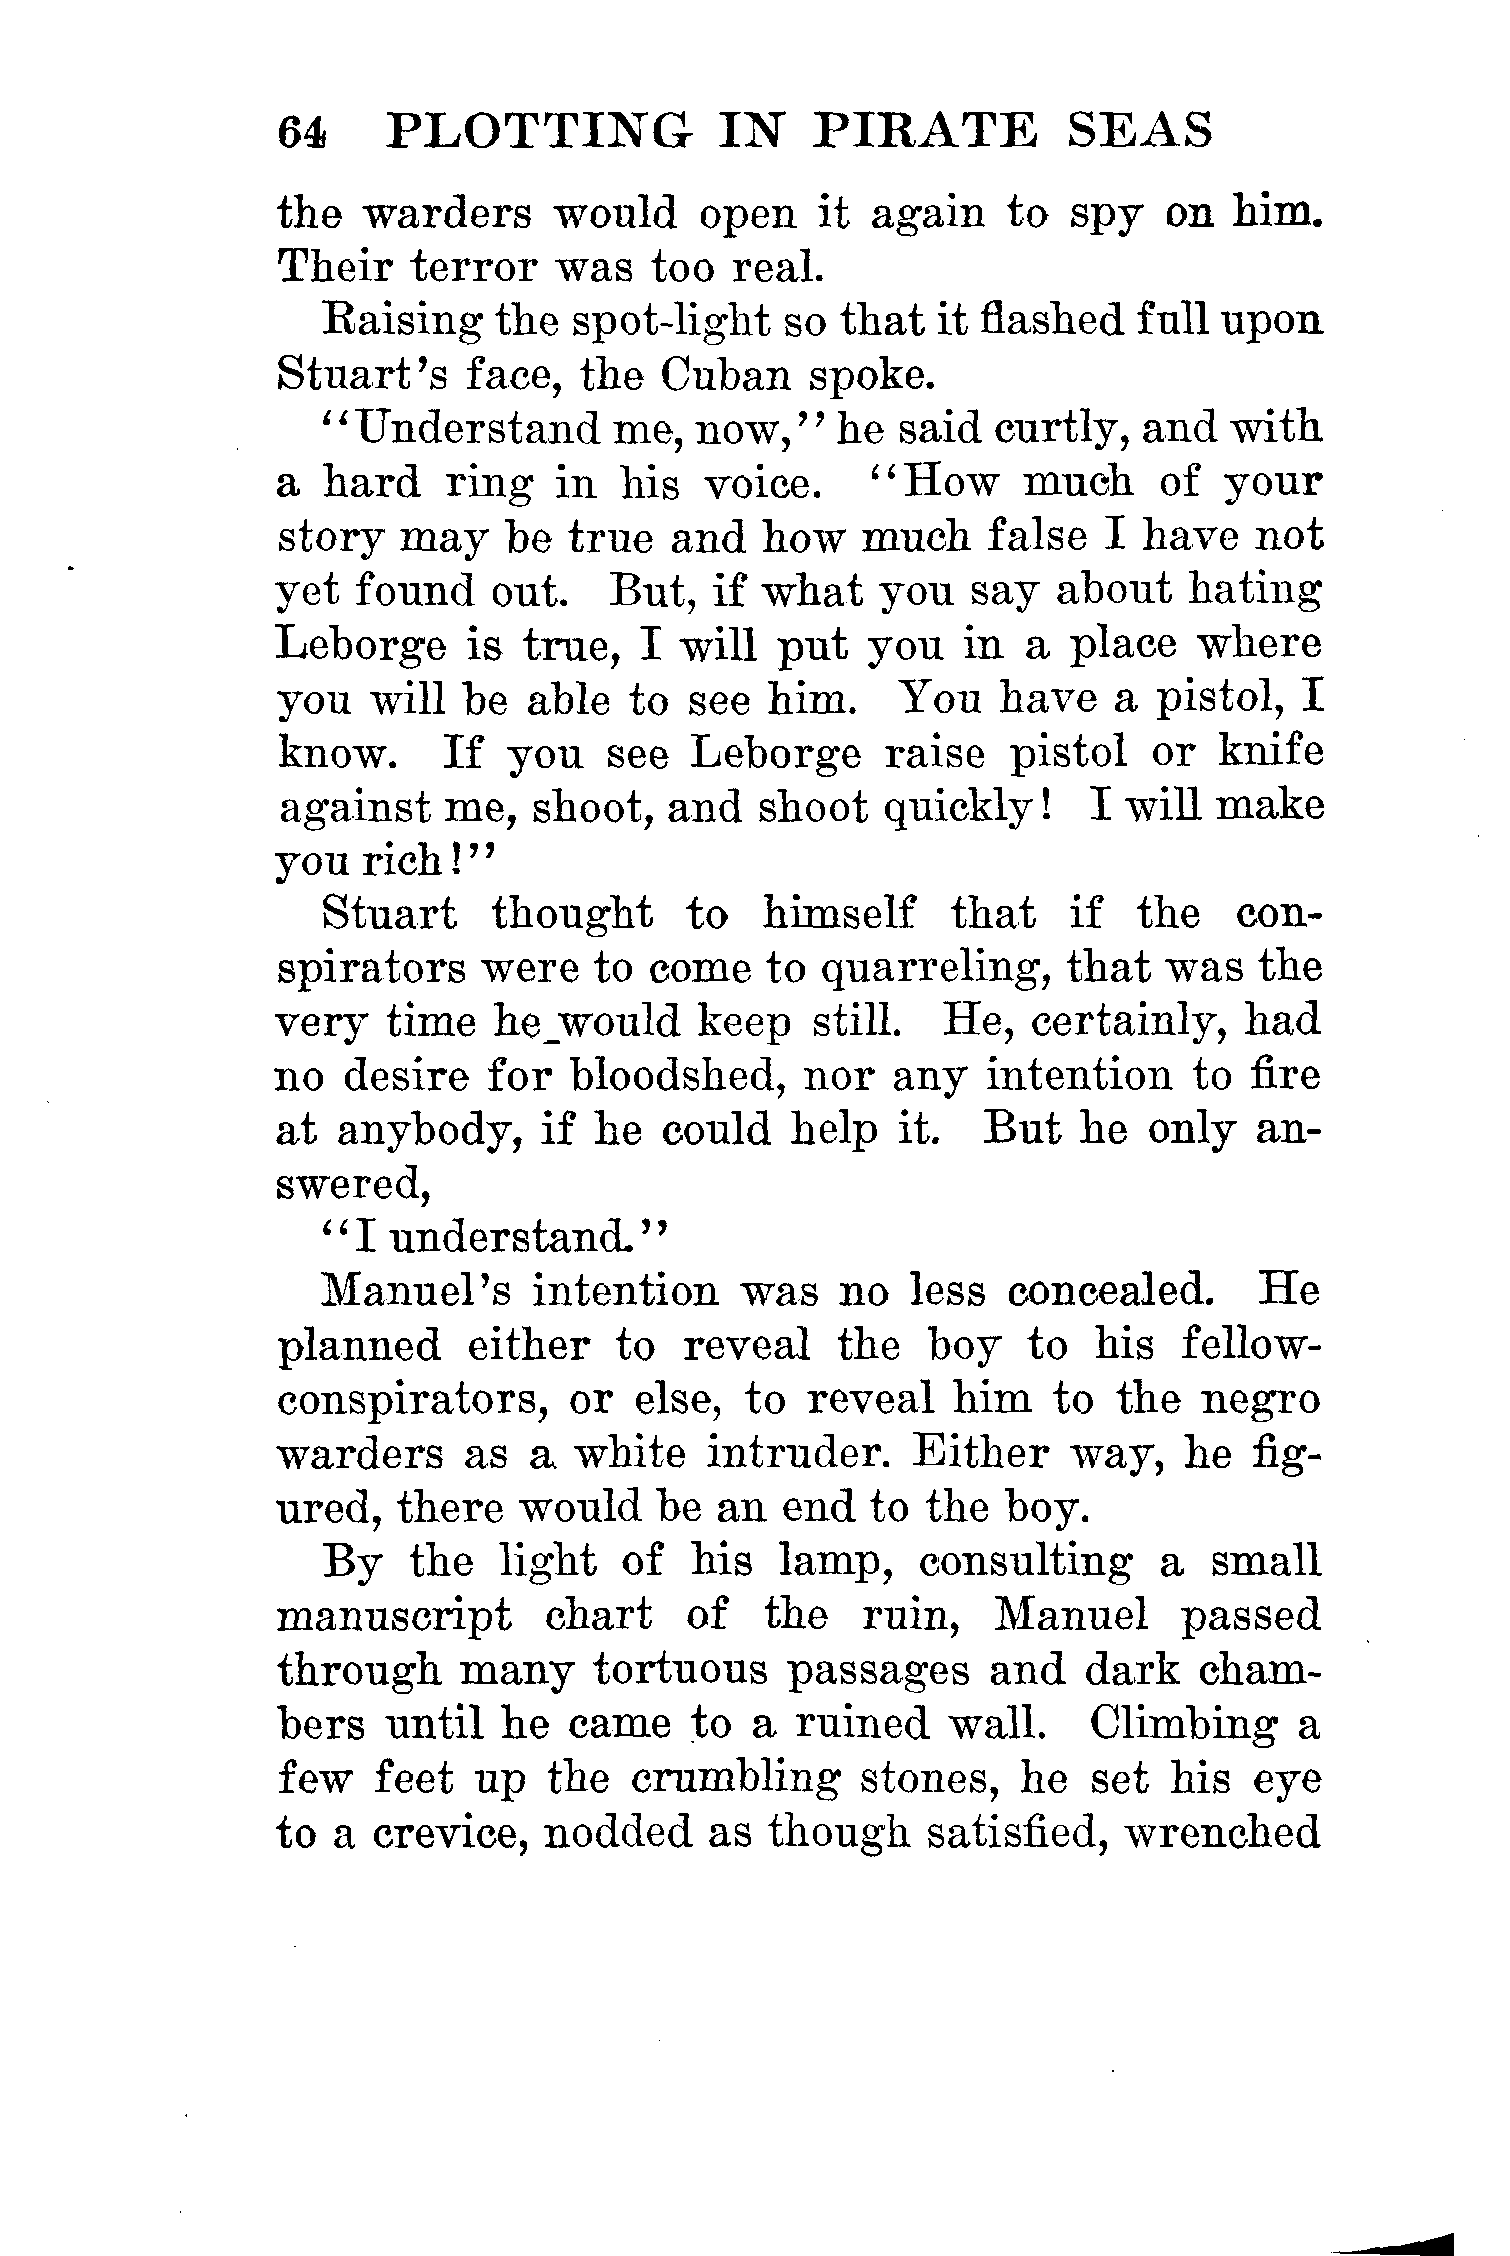 64 PLOTTING IN PIRATE SEAS
the warders would open it again to spy on him.
Their terror was too real.
Raising the spot-light so that it flashed full upon
Stuart's face, the Cuban spoke.
"Understand me, now," he said curtly, and with
a hard ring in his voice. "How much of your
story may be true and how much false I have not
yet found out. But, if what you say about hating
Leborge is true, I will put you in a place where
you will be able to see him. You have a pistol, I
know. If you see Leborge raise pistol or knife
against me, shoot, and shoot quickly! I will make
you rich!"
Stuart thought to himself that if the con-
spirators were to come to quarreling, that was the
very time he would keep still. He, certainly, had
no desire for bloodshed, nor any intention to fire
at anybody, if he could help it. But he only an-
swered,
"I understand."
Manuel's intention was no less concealed. He
planned either to reveal the boy to his fellow-
conspirators, or else, to reveal him to the negro
warders as a white intruder. Either way, he fig-
ured, there would be an end to the boy.
By the light of his lamp, consulting a small
manuscript chart of the ruin, Manuel passed
through many tortuous passages and dark cham-
bers until he came to a ruined wall. Climbing a
few feet up the crumbling stones, he set his eye
to a crevice, nodded as though satisfied, wrenched